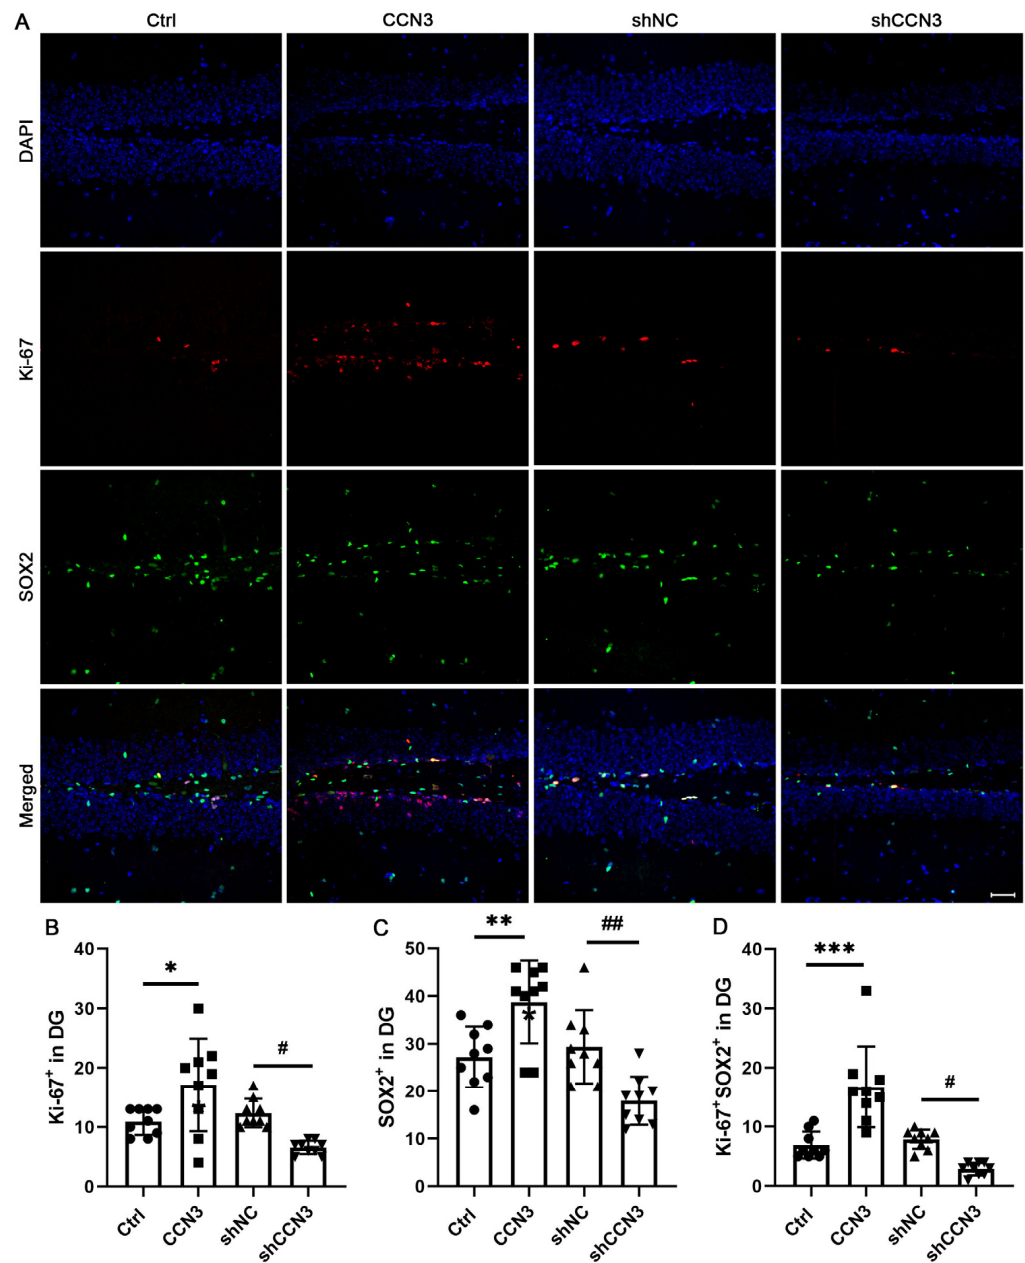 A
Ctrl CCN3 shNC shCCN3
DAPI
Ki-67
SOX2
Merged
B
*
#
Ki-67+ in DG
40
30
20
10
0
Ctrl CCN3 shNC shCCN3
C
**
##
SOX2+ in DG
50
40
30
20
10
0
*
Ctrl CCN3 shNC shCCN3
D
***
#
Ki-67+SOX2+ in DG
40
30
20
10
0
Ctrl CCN3 shNC shCCN3